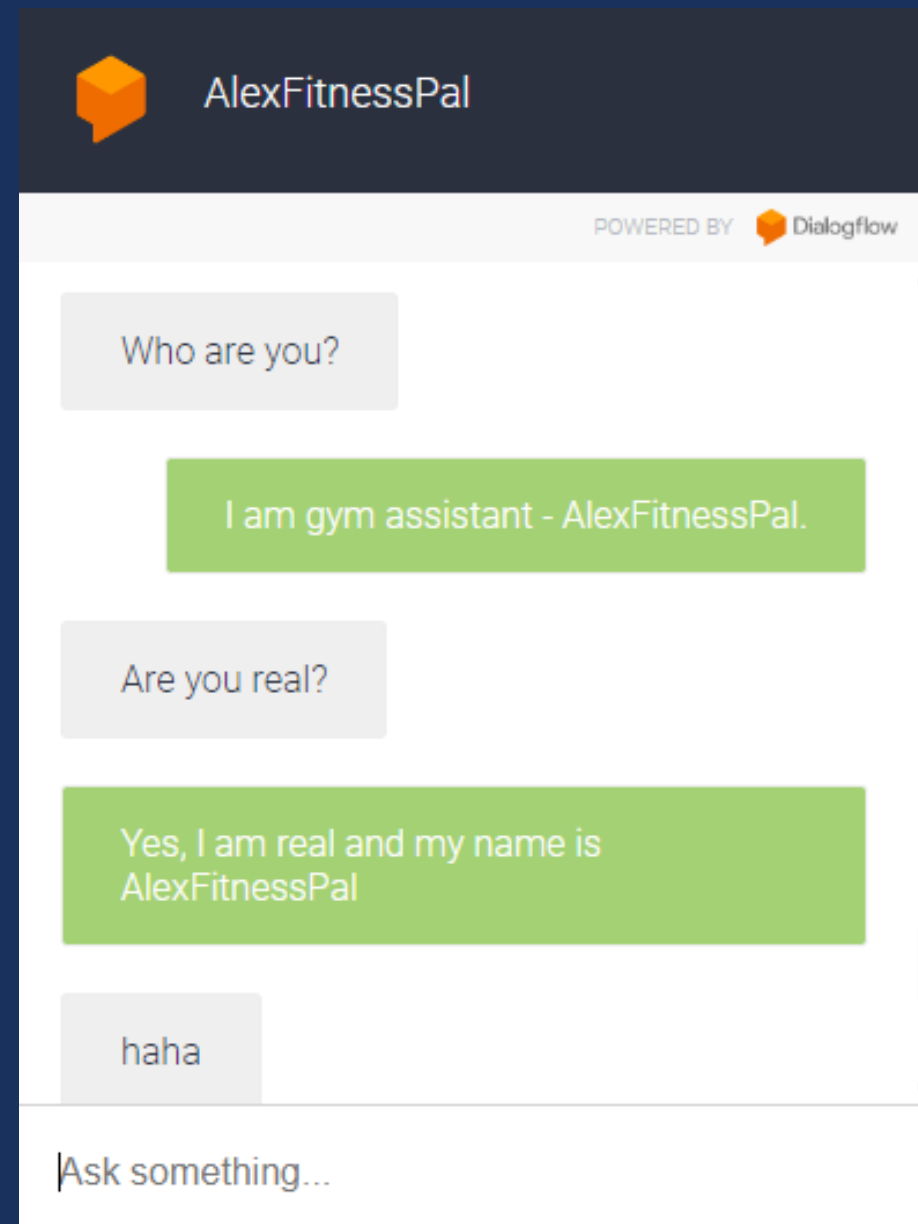 AlexFitnessPal
POWERED BY Dialogflow
Who are you?
I am gym assistant - AlexFitnessPal.
Are you real?
Yes, I am real and my name is
AlexFitnessPal
haha
Ask something...